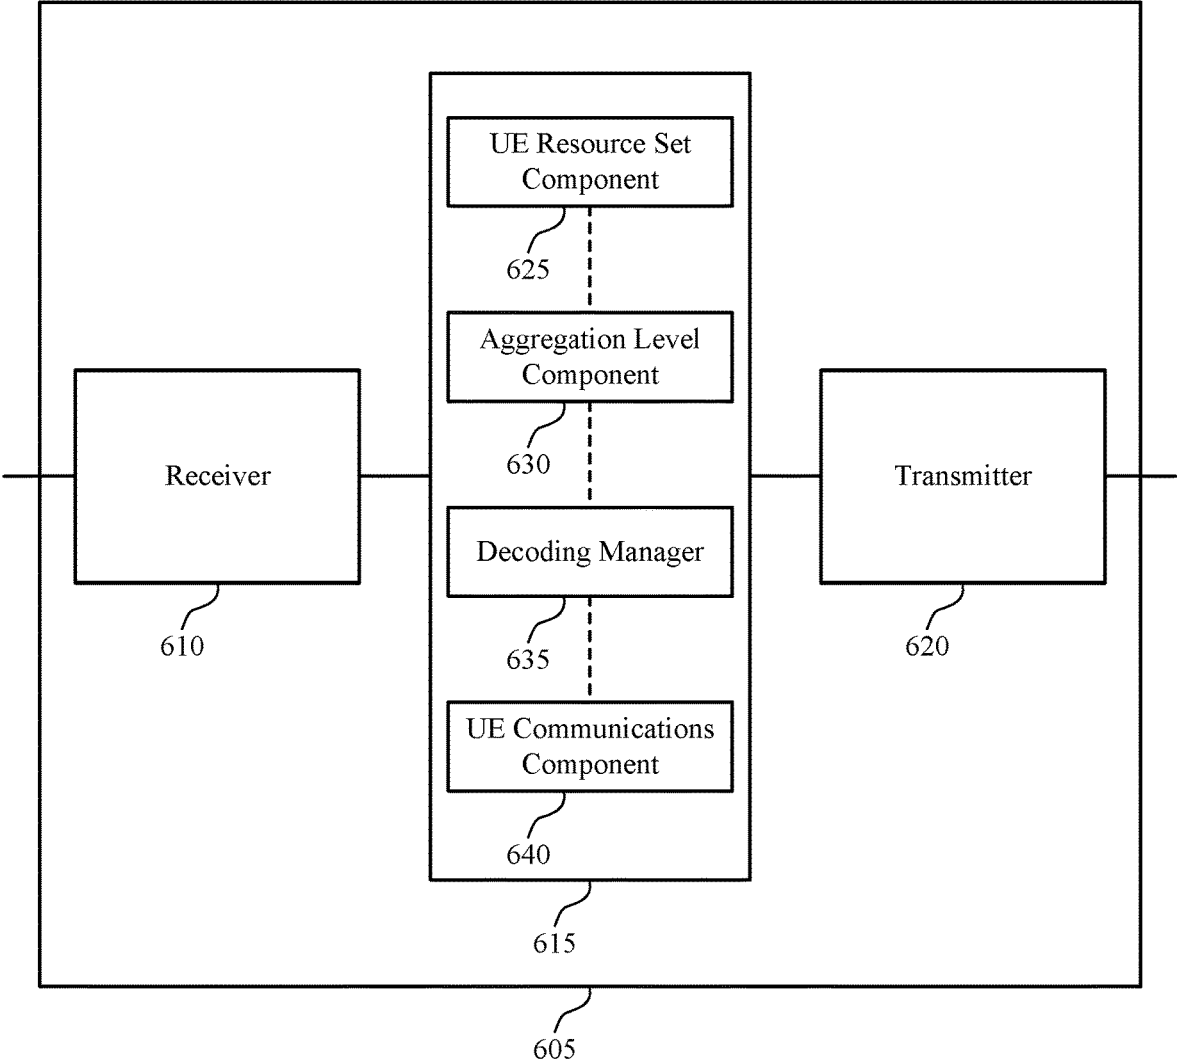 UE Resource Set
Component
625
Aggregation Level
Component
630
Receiver
610
Decoding Manager
635
Transmitter
620
UE Communications
Component
640
615
605